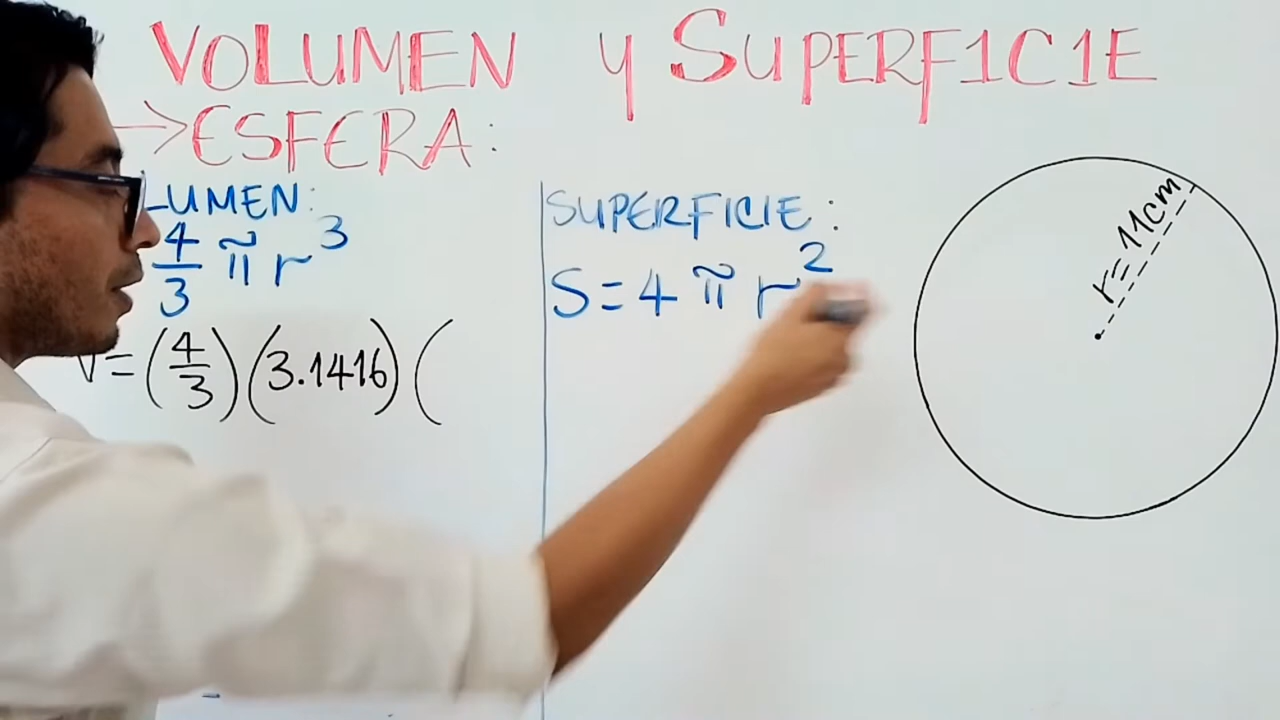 VOLUMEN Y SUPERF1C1E
→ESFERA:
LUMEN:
4/3 π r³
V=(4/3)(3.1416)(
SUPERFICIE:
S=4 π r²
r=11cm